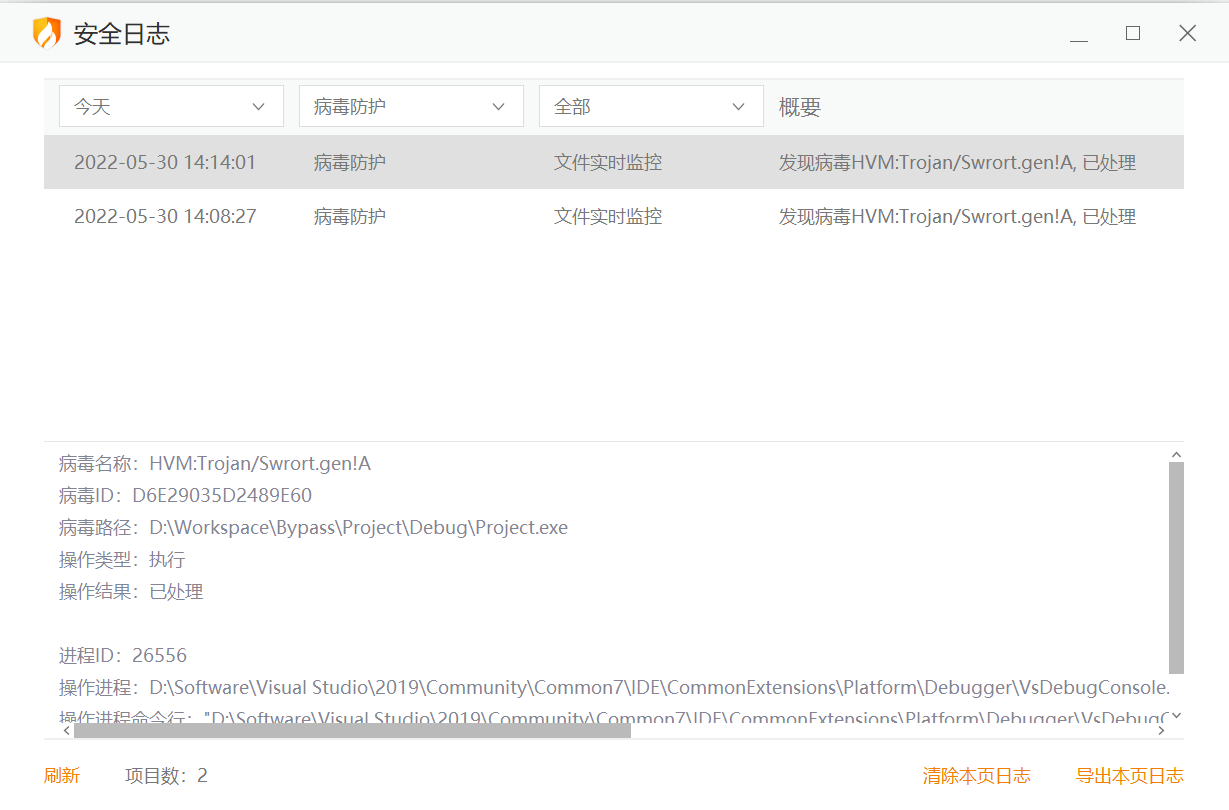 安全日志
今天 病毒防护 全部 概要
2022-05-30 14:14:01 病毒防护 文件实时监控 发现病毒HVM:Trojan/Swrort.gen!A, 已处理
2022-05-30 14:08:27 病毒防护 文件实时监控 发现病毒HVM:Trojan/Swrort.gen!A, 已处理
病毒名称：HVM:Trojan/Swrort.gen!A
病毒ID：D6E29035D2489E60
病毒路径：D:\Workspace\Bypass\Project\Debug\Project.exe
操作类型：执行
操作结果：已处理
进程ID：26556
操作进程：D:\Software\Visual Studio\2019\Community\Common7\IDE\CommonExtensions\Platform\Debugger\VsDebugConsole.
操作进程命令行："D:\Software\Visual Studio\2019\Community\Common7\IDE\CommonExtensions\Platform\Debugger\VsDebugC
刷新 项目数：2 清除本页日志 导出本页日志